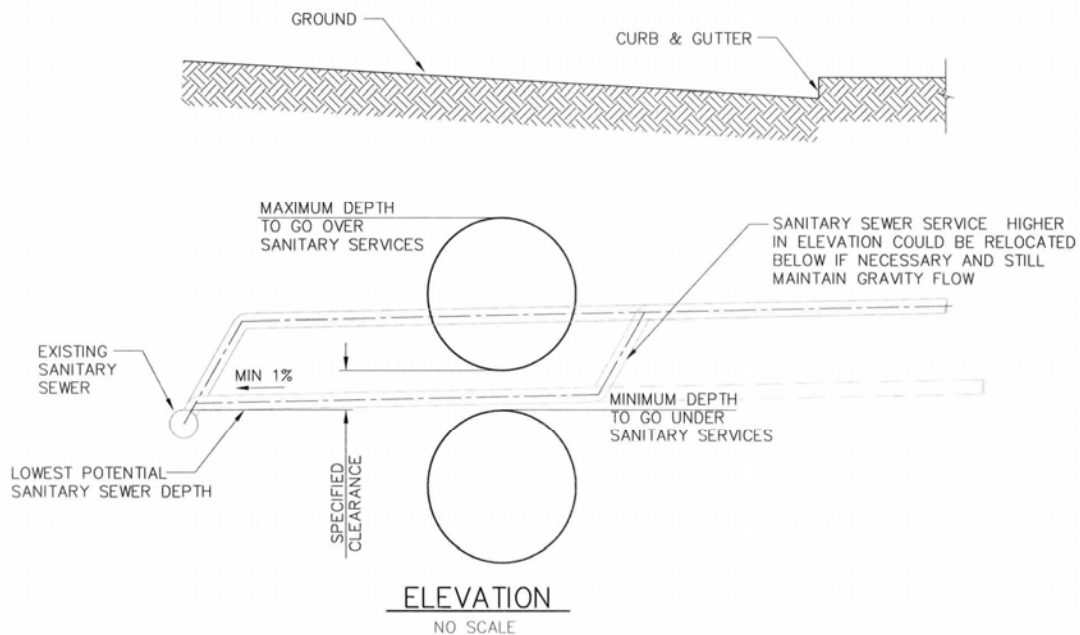 GROUND
CURB & GUTTER
MAXIMUM DEPTH
TO GO OVER
SANITARY SERVICES
SANITARY SEWER SERVICE HIGHER
IN ELEVATION COULD BE RELOCATED
BELOW IF NECESSARY AND STILL
MAINTAIN GRAVITY FLOW
EXISTING
SANITARY
SEWER
MIN 1%
MINIMUM DEPTH
TO GO UNDER
SANITARY SERVICES
LOWEST POTENTIAL
SANITARY SEWER DEPTH
SPECIFIED
CLEARANCE
ELEVATION
NO SCALE